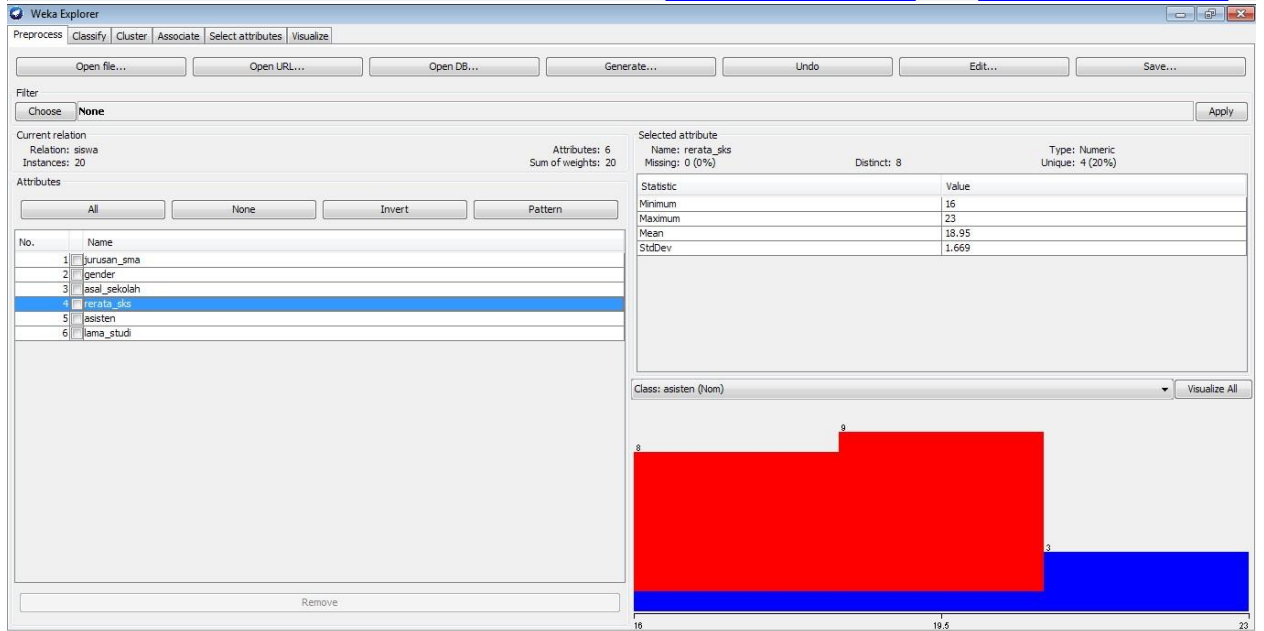 Weka Explorer
Preprocess Classify Cluster Associate Select attributes Visualize
Open file... Open URL... Open DB... Generate... Undo Edit... Save...
Filter
Choose None Apply
Current relation
Relation: siswa Attributes: 6
Instances: 20 Sum of weights: 20
Attributes
All None Invert Pattern
No. Name
1 jurusan_sma
2 gender
3 asal_sekolah
4 rerata_sks
5 asisten
6 lama_studi
Remove
Selected attribute
Name: rerata_sks Type: Numeric
Missing: 0 (0%) Distinct: 8 Unique: 4 (20%)
Statistic Value
Minimum 16
Maximum 23
Mean 18.95
StdDev 1.669
Class: asisten (Nom) Visualize All
9
8
3
16 19.5 23